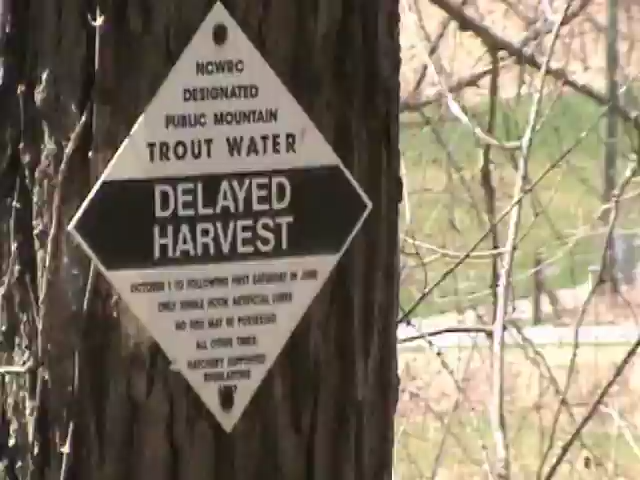 NCWRC
DESIGNATED
PUBLIC MOUNTAIN
TROUT WATER
DELAYED
HARVEST
OCTOBER 1 TO FOLLOWING FIRST SATURDAY IN JUNE
ONLY SINGLE HOOK ARTIFICIAL LURES
NO FISH MAY BE POSSESSED
ALL OTHER TIMES
HATCHERY SUPPORTED
REGULATIONS